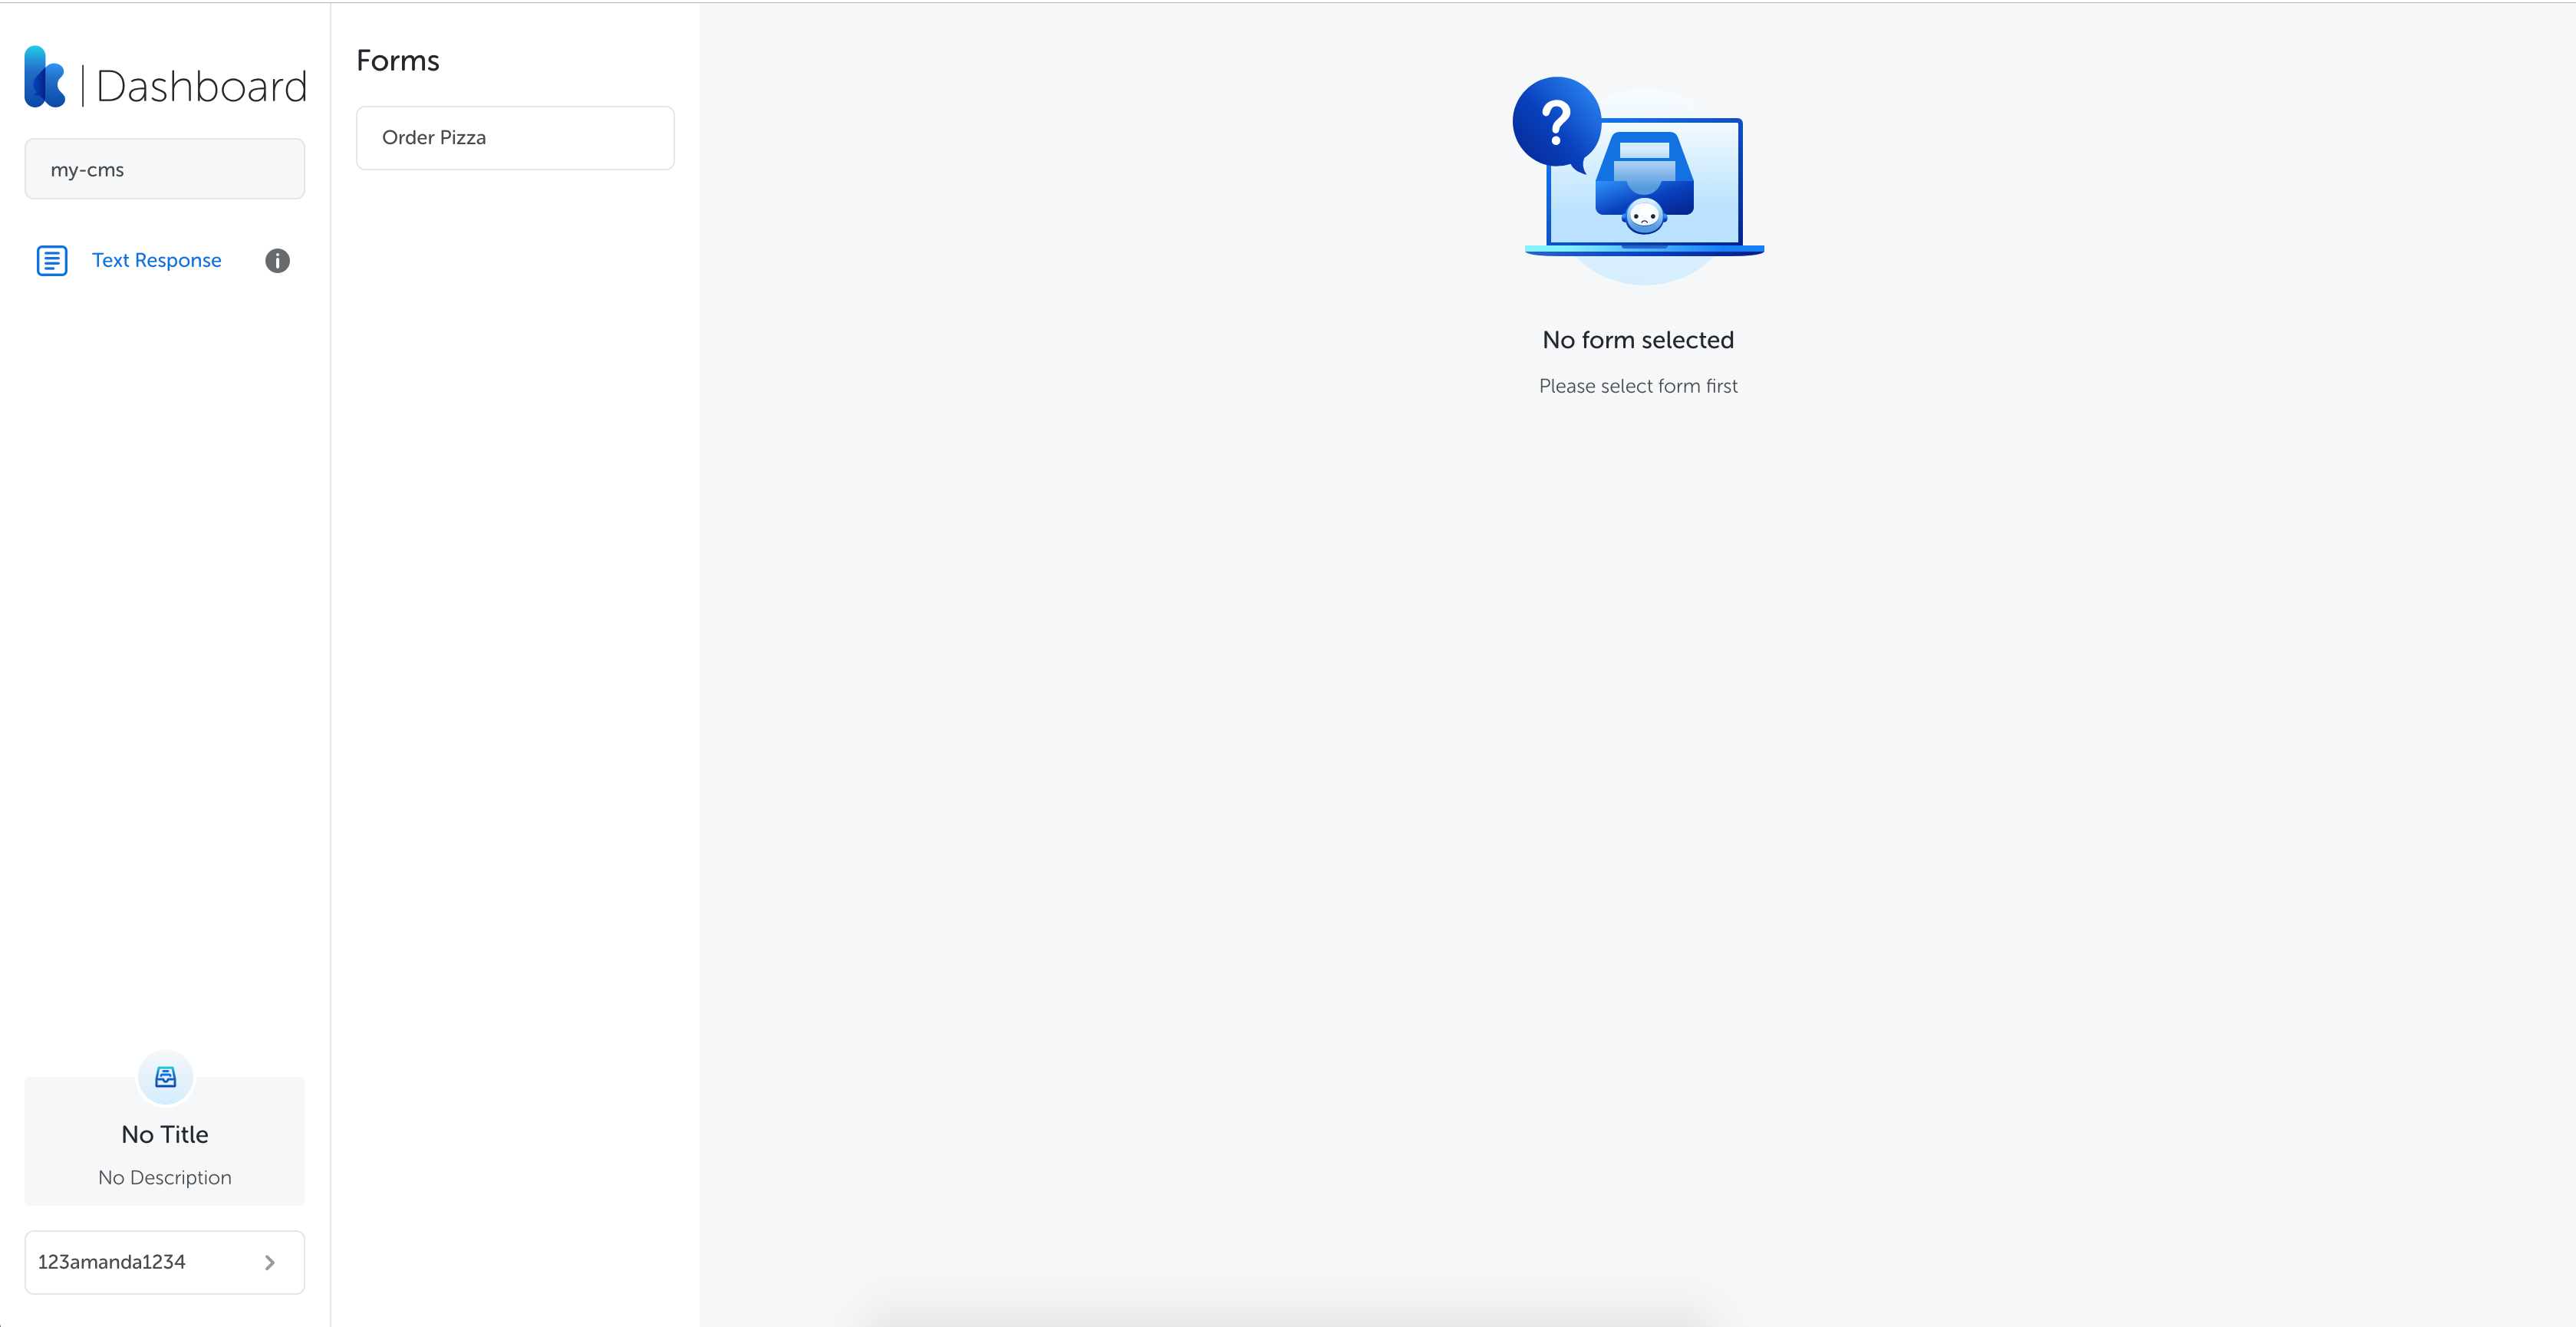 Dashboard
my-cms
Text Response
No Title
No Description
123amanda1234
Forms
Order Pizza
?
No form selected
Please select form first